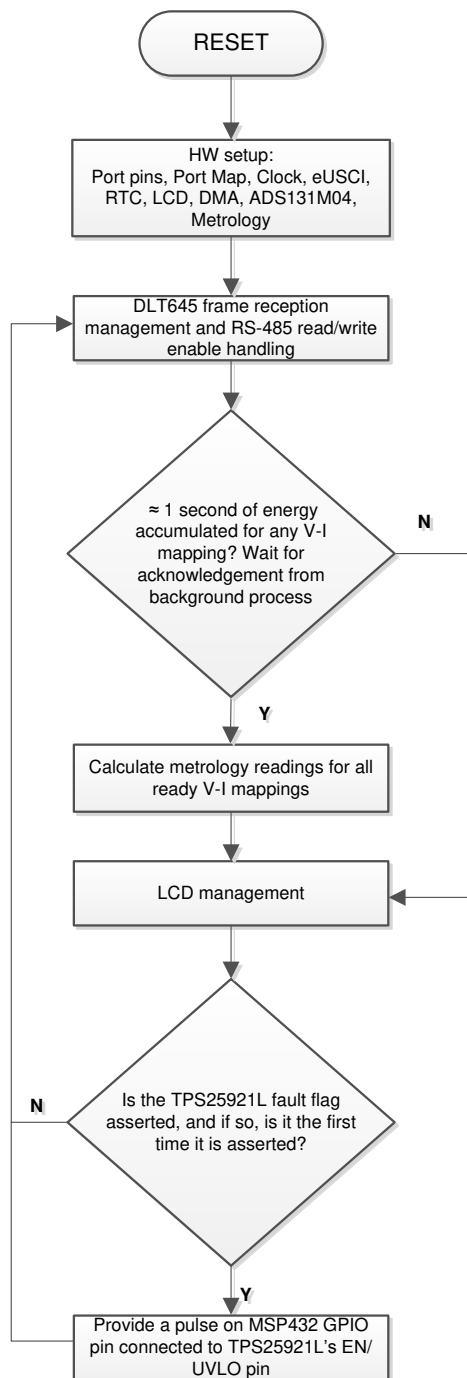 RESET
HW setup:
Port pins, Port Map, Clock, eUSCI,
RTC, LCD, DMA, ADS131M04,
Metrology
DLT645 frame reception
management and RS-485 read/write
enable handling
≈ 1 second of energy
accumulated for any V-I
mapping? Wait for
acknowledgement from
background process
N
Y
Calculate metrology readings for all
ready V-I mappings
LCD management
Is the TPS25921L fault flag
asserted, and if so, is it the first
time it is asserted?
N
Y
Provide a pulse on MSP432 GPIO
pin connected to TPS25921L's EN/
UVLO pin